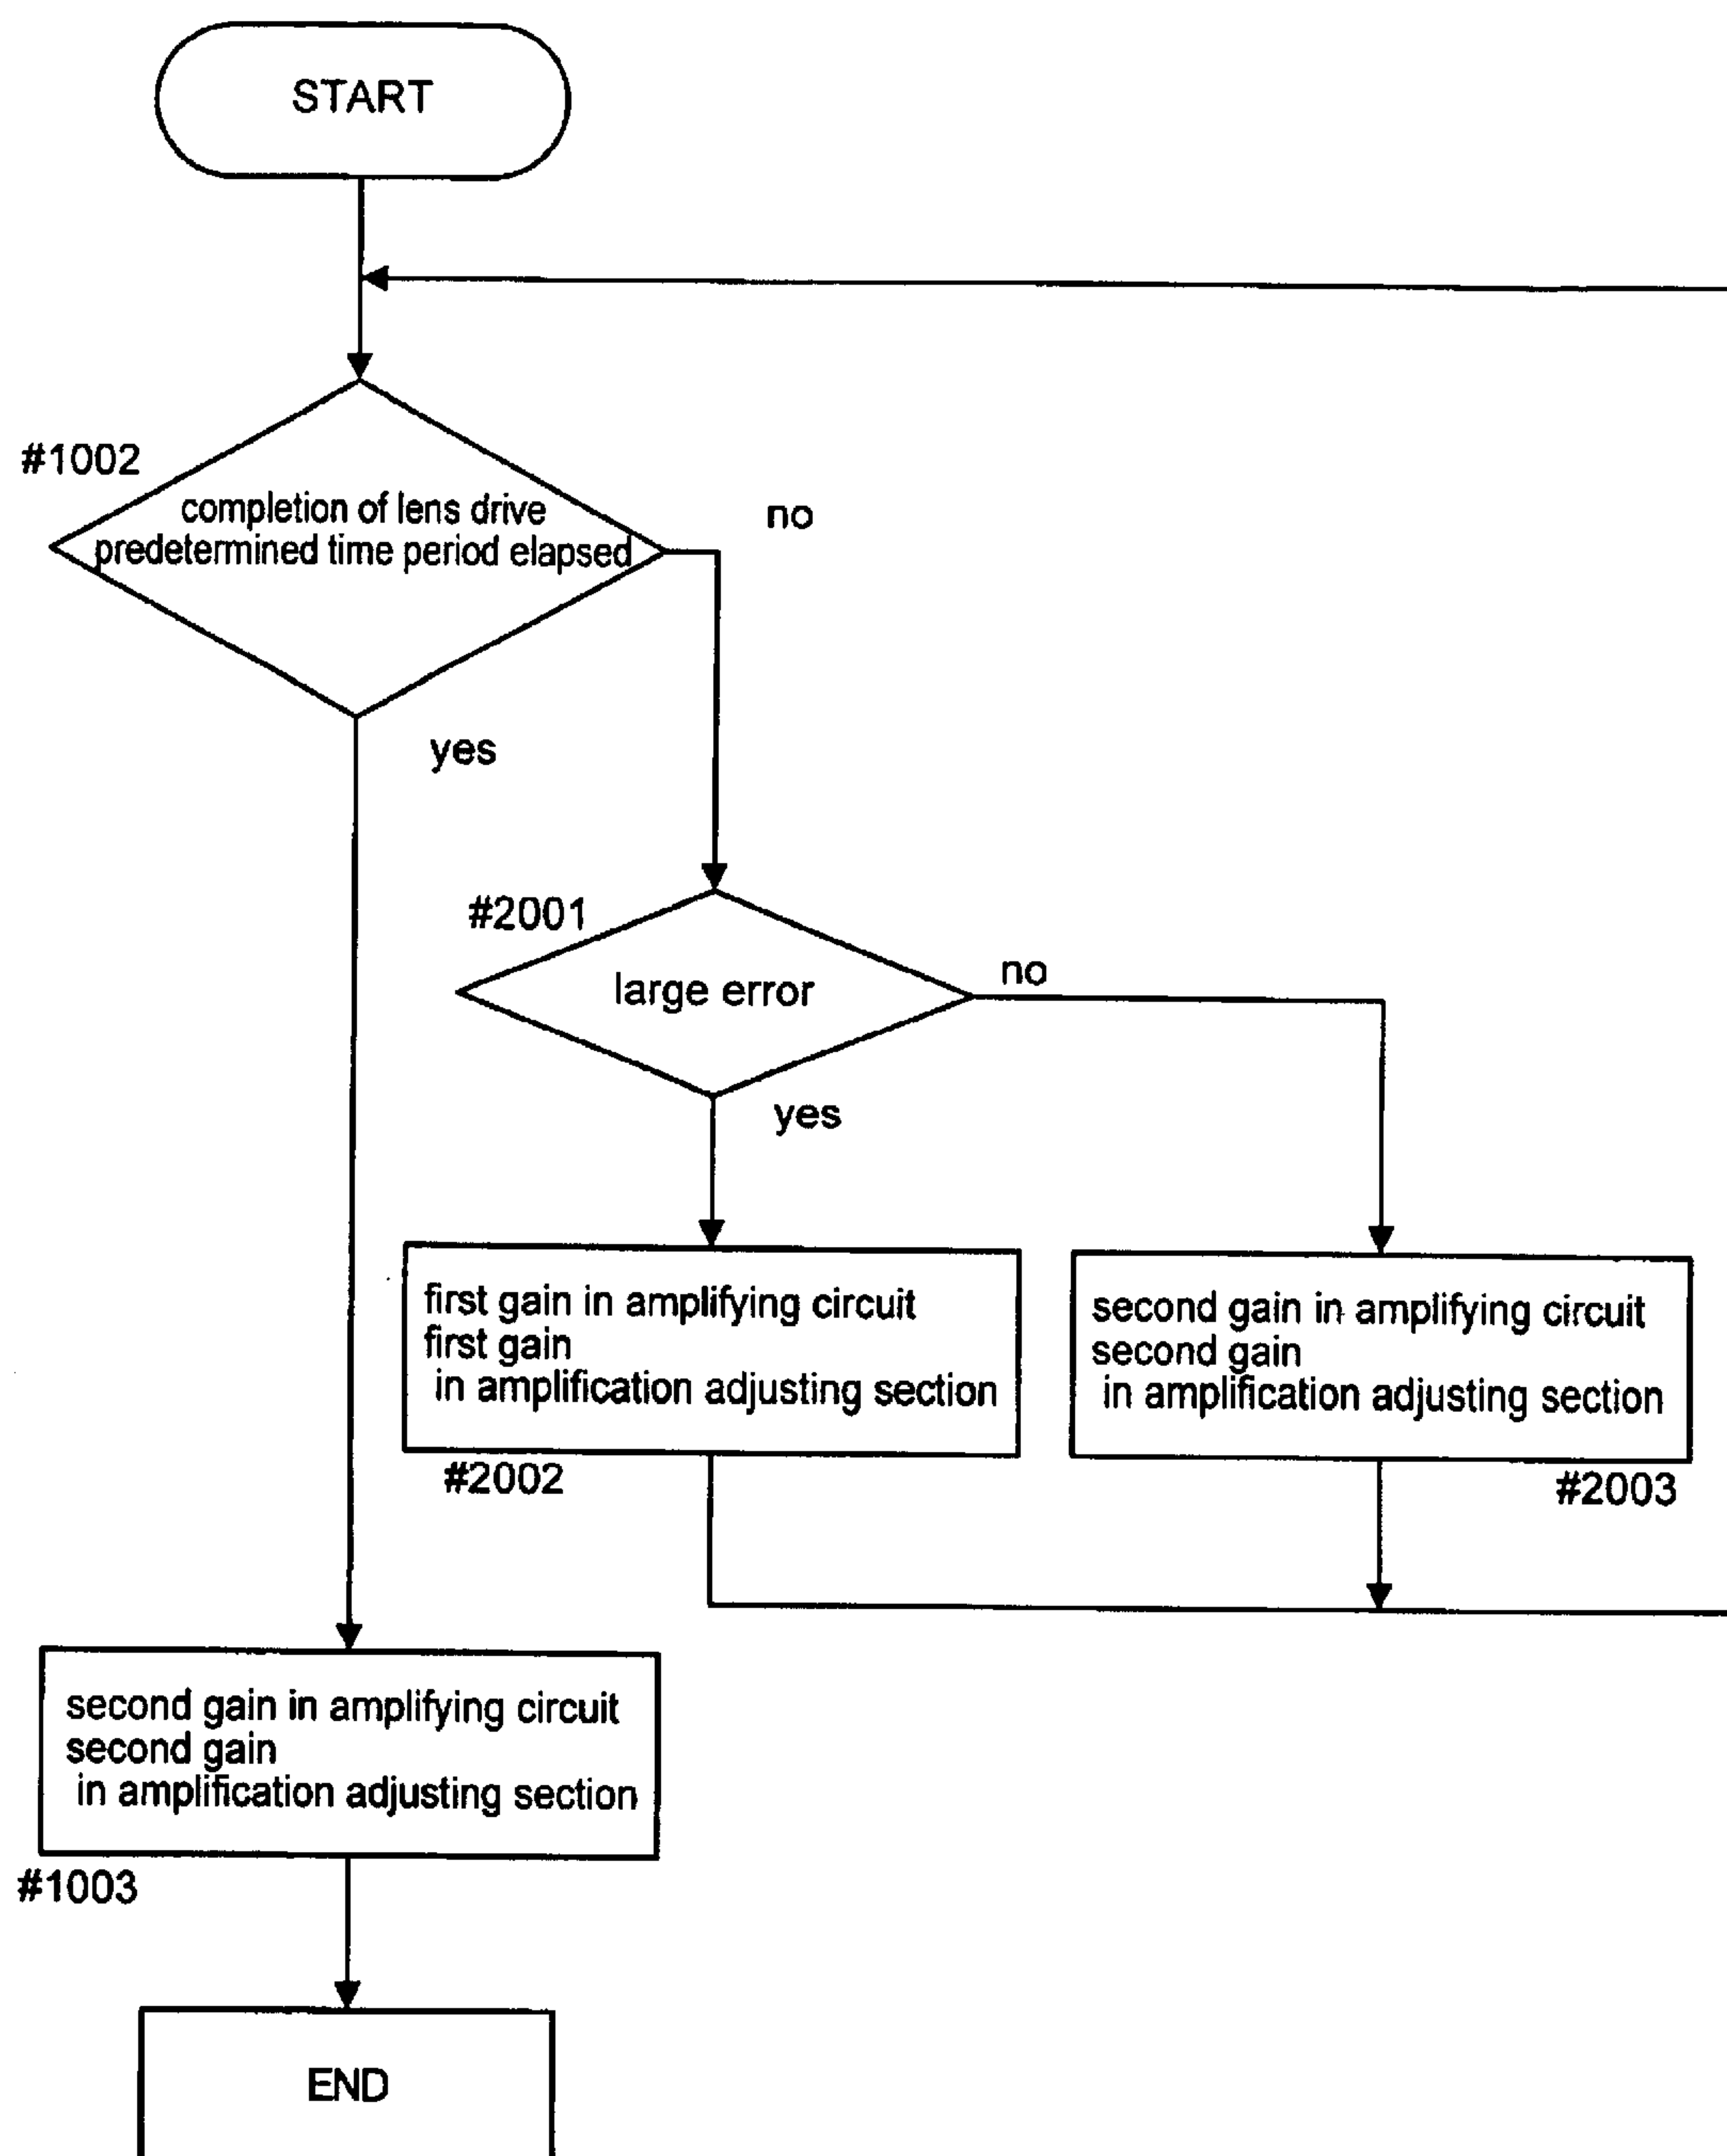 START
#1002
completion of lens drive
predetermined time period elapsed
no
yes
#2001
large error
no
yes
first gain in amplifying circuit
first gain
in amplification adjusting section
#2002
second gain in amplifying circuit
second gain
in amplification adjusting section
#2003
second gain in amplifying circuit
second gain
in amplification adjusting section
#1003
END